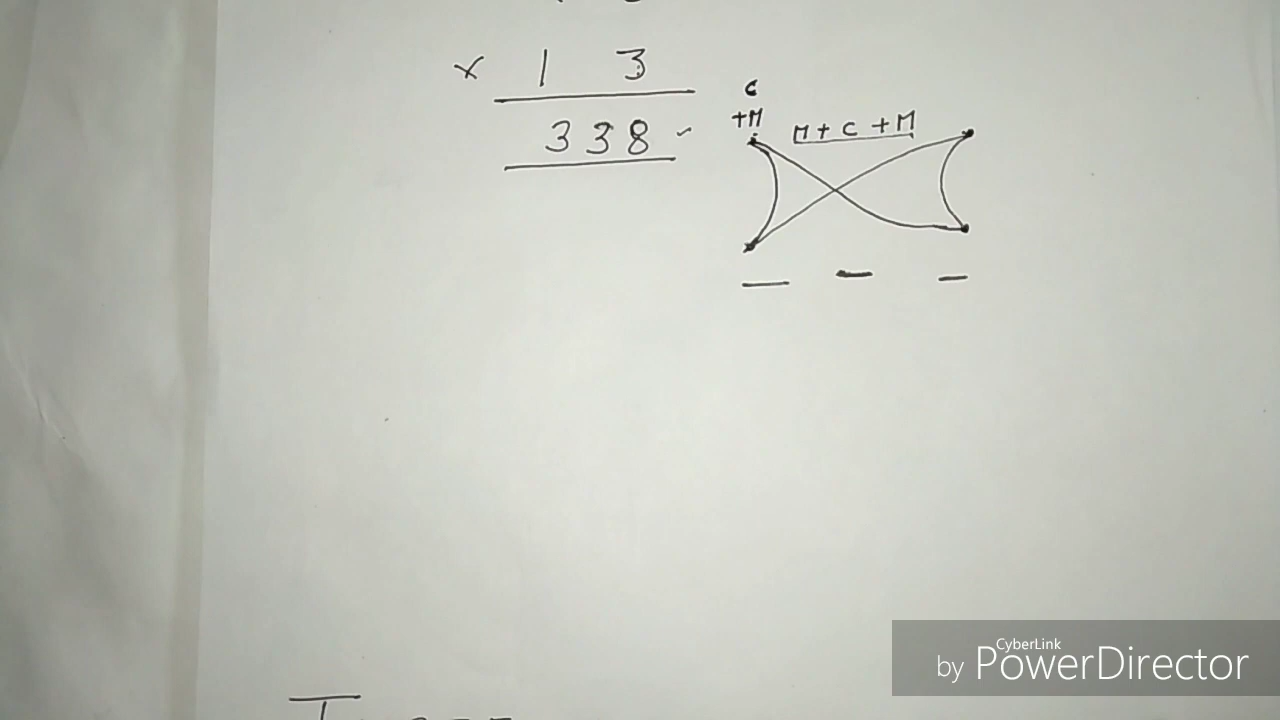 × 1 3
338
C
+M
M + C + M
CyberLink
by PowerDirector